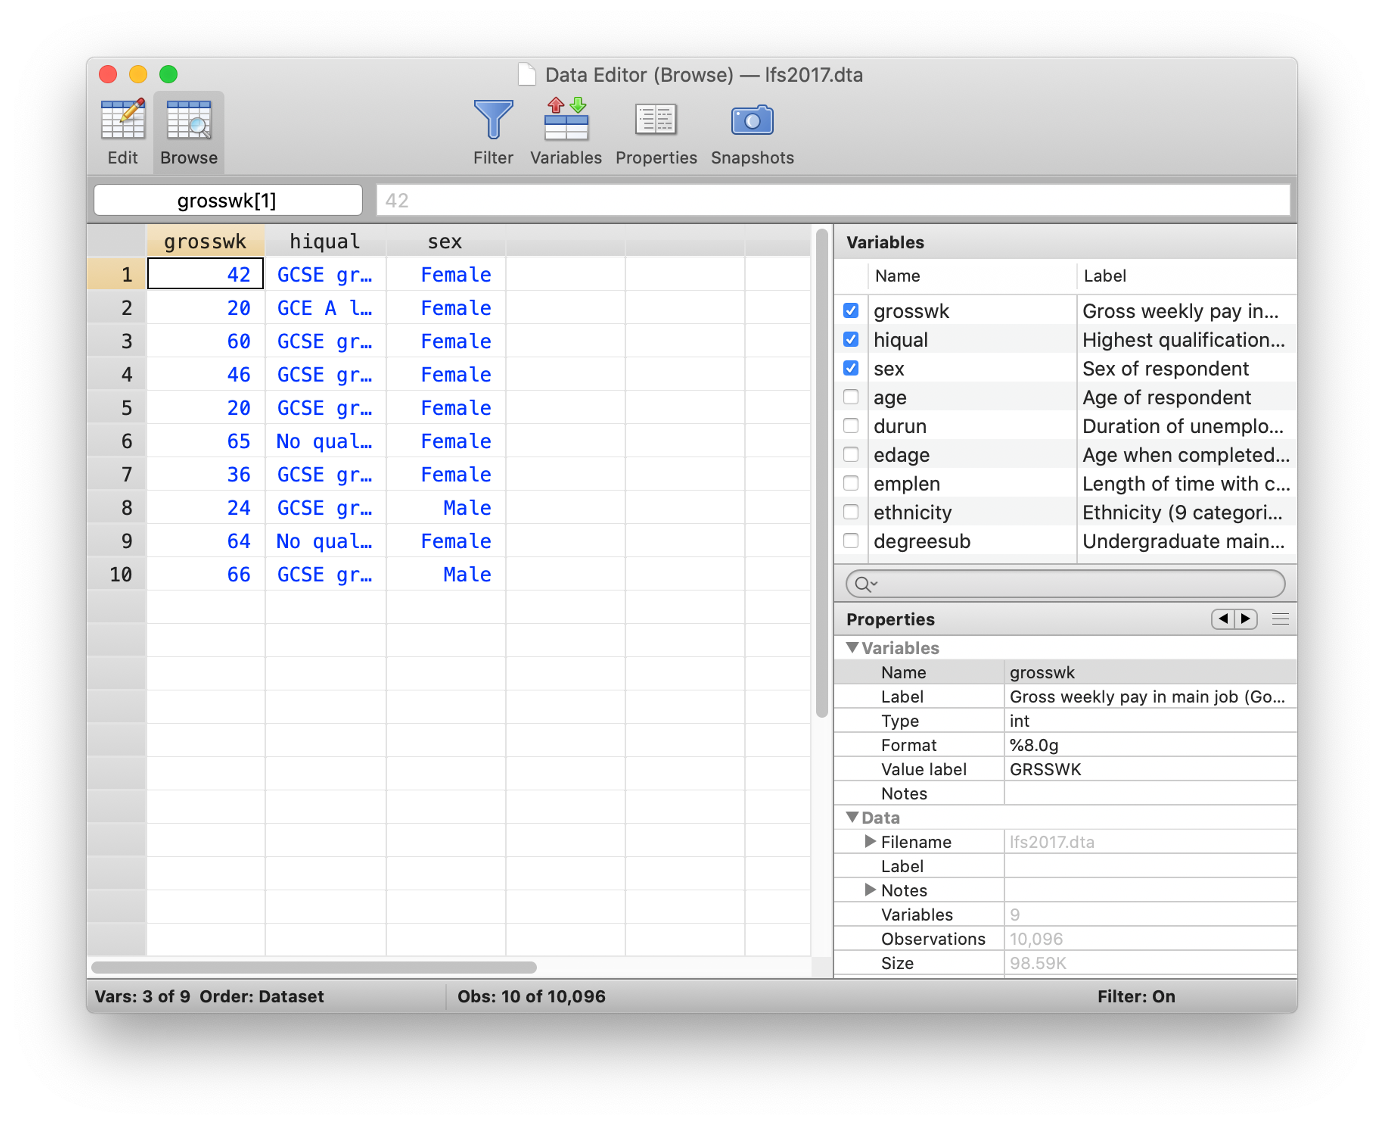 Data Editor (Browse) — lfs2017.dta
Edit Browse Filter Variables Properties Snapshots
grosswk[1] 42
grosswk hiqual sex
1 42 GCSE gr… Female
2 20 GCE A l… Female
3 60 GCSE gr… Female
4 46 GCSE gr… Female
5 20 GCSE gr… Female
6 65 No qual… Female
7 36 GCSE gr… Female
8 24 GCSE gr… Male
9 64 No qual… Female
10 66 GCSE gr… Male
Variables
Name Label
grosswk Gross weekly pay in...
hiqual Highest qualification...
sex Sex of respondent
age Age of respondent
durun Duration of unemplo...
edage Age when completed...
emplen Length of time with c...
ethnicity Ethnicity (9 categori...
degreesub Undergraduate main...
Properties
Variables
Name grosswk
Label Gross weekly pay in main job (Go...
Type int
Format %8.0g
Value label GRSSWK
Notes
Data
Filename lfs2017.dta
Label
Notes
Variables 9
Observations 10,096
Size 98.59K
Vars: 3 of 9 Order: Dataset Obs: 10 of 10,096 Filter: On